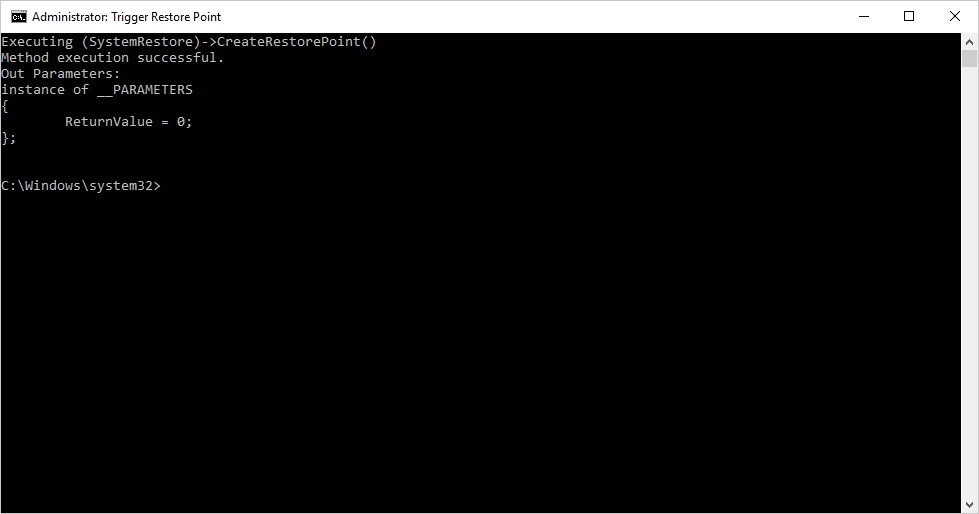 Administrator: Trigger Restore Point
Executing (SystemRestore)->CreateRestorePoint()
Method execution successful.
Out Parameters:
instance of __PARAMETERS
{
        ReturnValue = 0;
};
C:\Windows\system32>